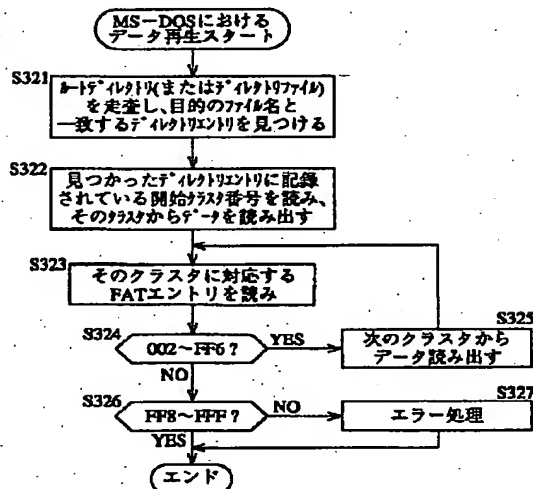 MS-DOSにおける
データ再生スタート
S321
ルートディレクトリ(またはディレクトリファイル)
を走査し、目的のファイル名と
一致するディレクトリエントリを見つける
S322
見つかったディレクトリエントリに記録
されている開始クラスタ番号を読み、
そのクラスタからデータを読み出す
S323
そのクラスタに対応する
FATエントリを読み
S324
002~FF6?
YES
NO
S325
次のクラスタから
データ読み出す
S326
FF8~FFF?
NO
YES
S327
エラー処理
エンド